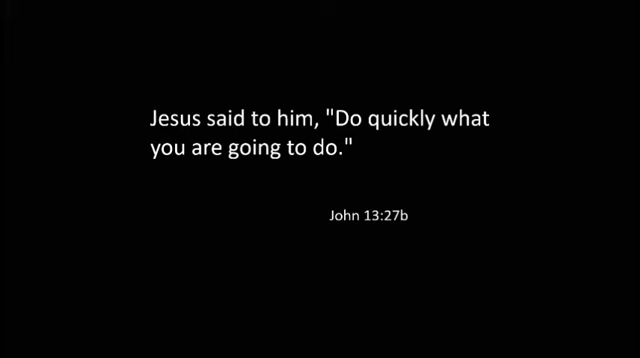 Jesus said to him, "Do quickly what
you are going to do."
John 13:27b